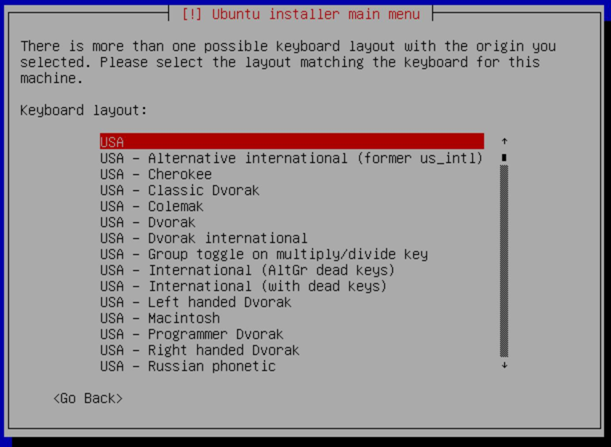 [!] Ubuntu installer main menu
There is more than one possible keyboard layout with the origin you
selected. Please select the layout matching the keyboard for this
machine.
Keyboard layout:
USA
USA - Alternative international (former us_intl)
USA - Cherokee
USA - Classic Dvorak
USA - Colemak
USA - Dvorak
USA - Dvorak international
USA - Group toggle on multiply/divide key
USA - International (AltGr dead keys)
USA - International (with dead keys)
USA - Left handed Dvorak
USA - Macintosh
USA - Programmer Dvorak
USA - Right handed Dvorak
USA - Russian phonetic
<Go Back>